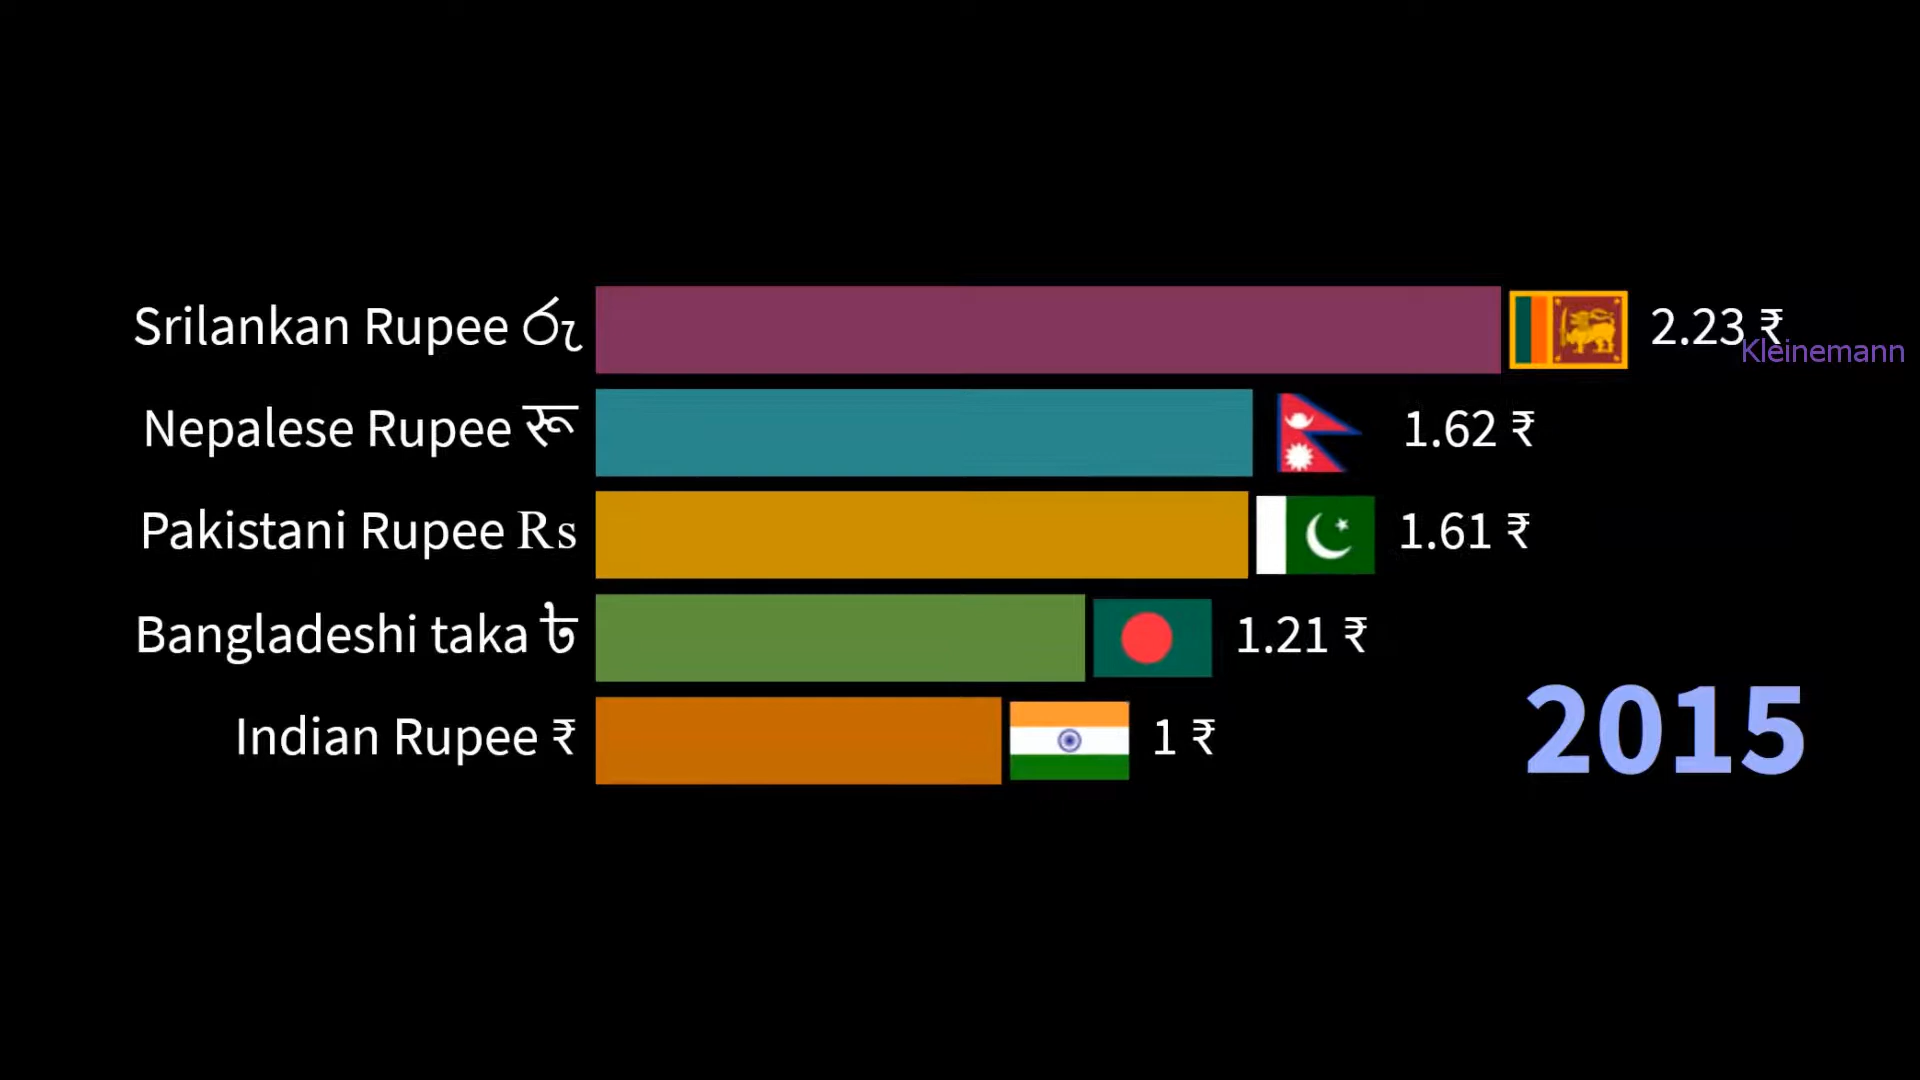 Srilankan Rupee රු 2.23 ₹
Kleinemann
Nepalese Rupee रू 1.62 ₹
Pakistani Rupee Rs 1.61 ₹
Bangladeshi taka ৳ 1.21 ₹
Indian Rupee ₹ 1 ₹
2015